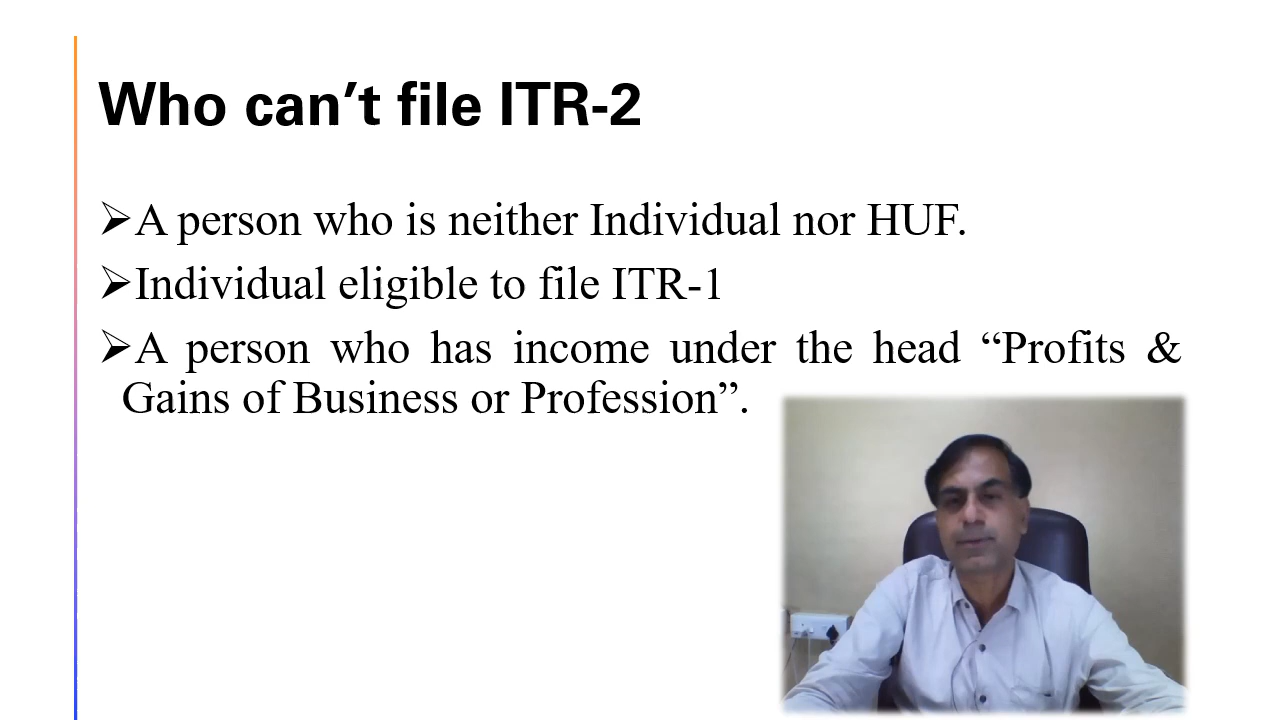 Who can’t file ITR-2
➢A person who is neither Individual nor HUF.
➢Individual eligible to file ITR-1
➢A person who has income under the head “Profits &
Gains of Business or Profession”.